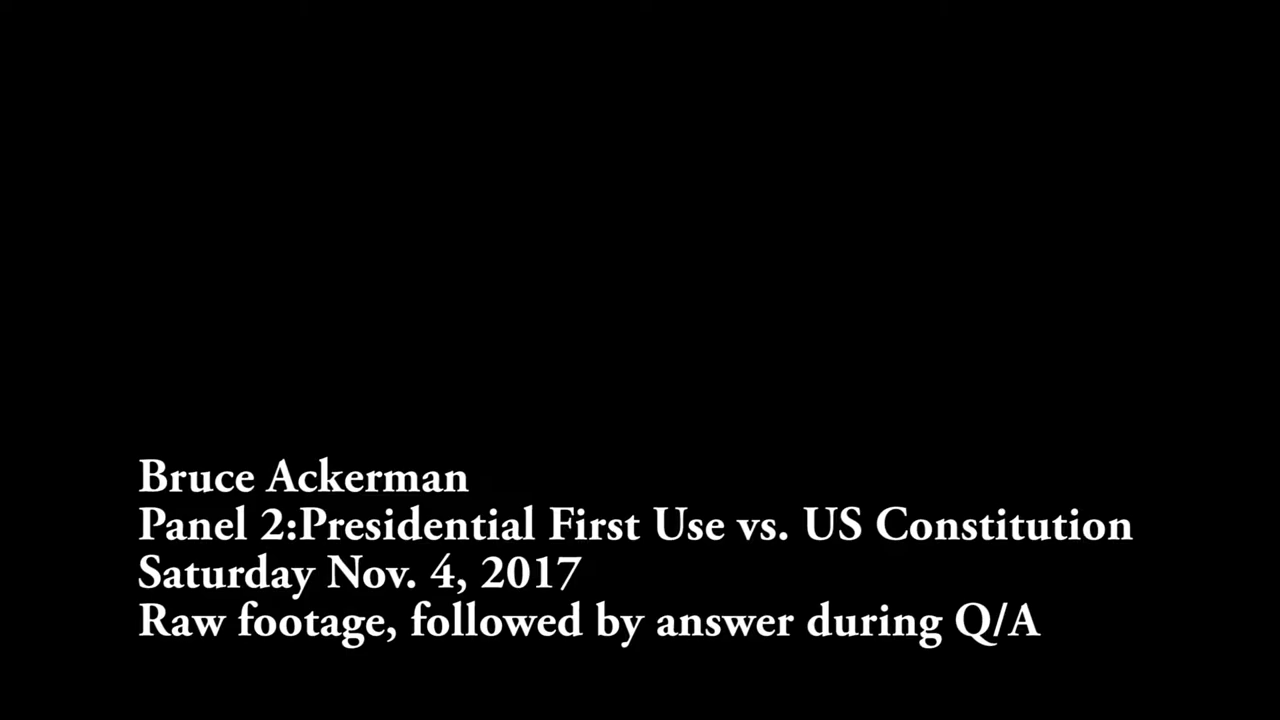 Bruce Ackerman
Panel 2:Presidential First Use vs. US Constitution
Saturday Nov. 4, 2017
Raw footage, followed by answer during Q/A